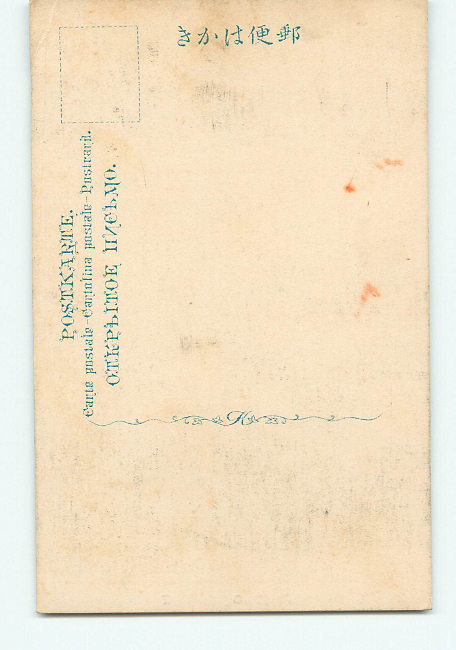 郵便はかき
POSTKARTE.
Carte postale–Cartolina postale–Postcard.
ОТКРЫТОЕ ПИСЬМО.
H